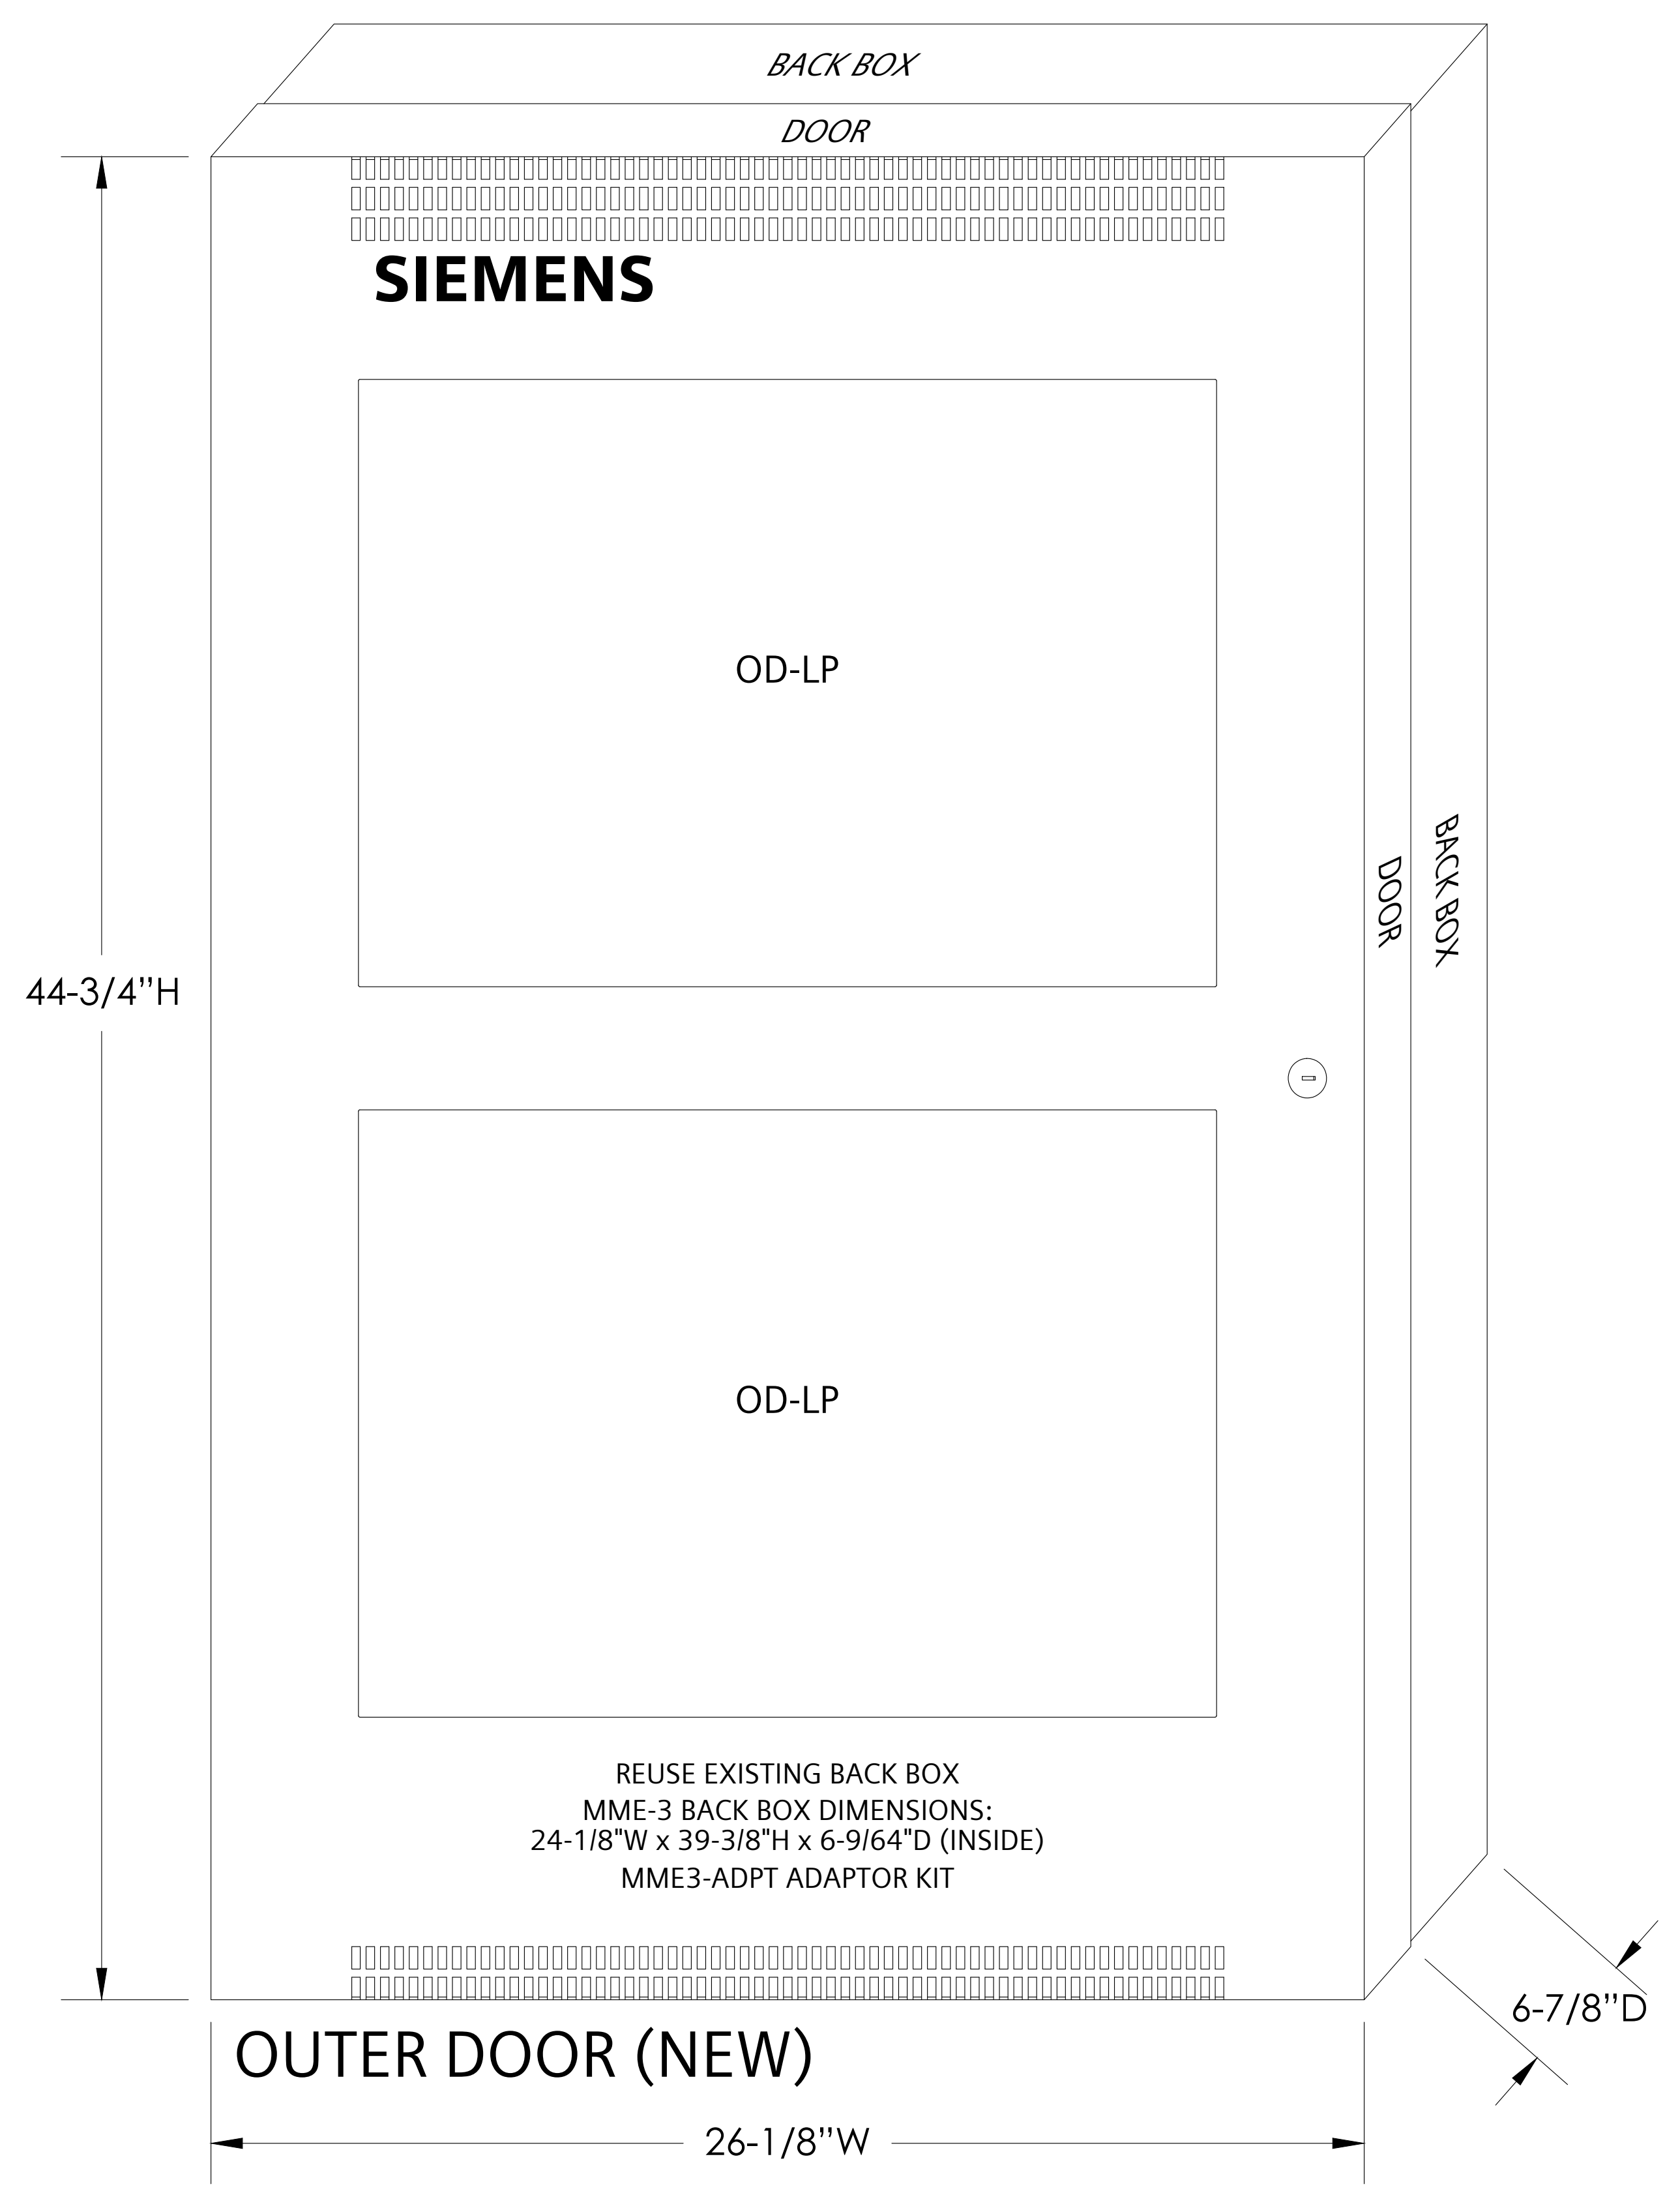 BACK BOX
DOOR
SIEMENS
OD-LP
DOOR
BACK BOX
44-3/4’’H
OD-LP
REUSE EXISTING BACK BOX
MME-3 BACK BOX DIMENSIONS:
24-1/8"W x 39-3/8"H x 6-9/64"D (INSIDE)
MME3-ADPT ADAPTOR KIT
6-7/8’’D
OUTER DOOR (NEW)
26-1/8’’W